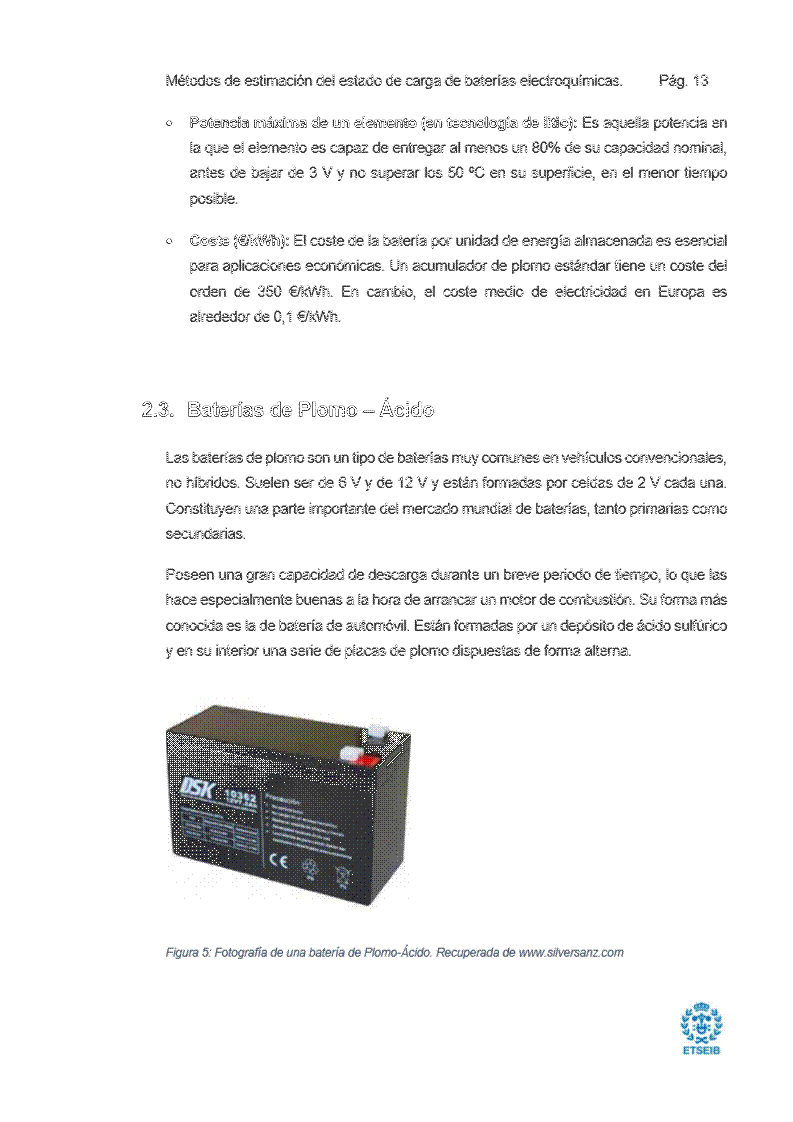 Métodos de estimación del estado de carga de baterías electroquímicas. Pág. 13
o Potencia máxima de un elemento (en tecnología de litio): Es aquella potencia en
la que el elemento es capaz de entregar al menos un 80% de su capacidad nominal,
antes de bajar de 3 V y no superar los 50 ºC en su superficie, en el menor tiempo
posible.
o Coste (€/kWh): El coste de la batería por unidad de energía almacenada es esencial
para aplicaciones económicas. Un acumulador de plomo estándar tiene un coste del
orden de 350 €/kWh. En cambio, el coste medio de electricidad en Europa es
alrededor de 0,1 €/kWh.
2.3. Baterías de Plomo – Ácido
Las baterías de plomo son un tipo de baterías muy comunes en vehículos convencionales,
no híbridos. Suelen ser de 6 V y de 12 V y están formadas por celdas de 2 V cada una.
Constituyen una parte importante del mercado mundial de baterías, tanto primarias como
secundarias.
Poseen una gran capacidad de descarga durante un breve periodo de tiempo, lo que las
hace especialmente buenas a la hora de arrancar un motor de combustión. Su forma más
conocida es la de batería de automóvil. Están formadas por un depósito de ácido sulfúrico
y en su interior una serie de placas de plomo dispuestas de forma alterna.
DSK
10362
CE
Figura 5: Fotografía de una batería de Plomo-Ácido. Recuperada de www.silversanz.com
ETSEIB